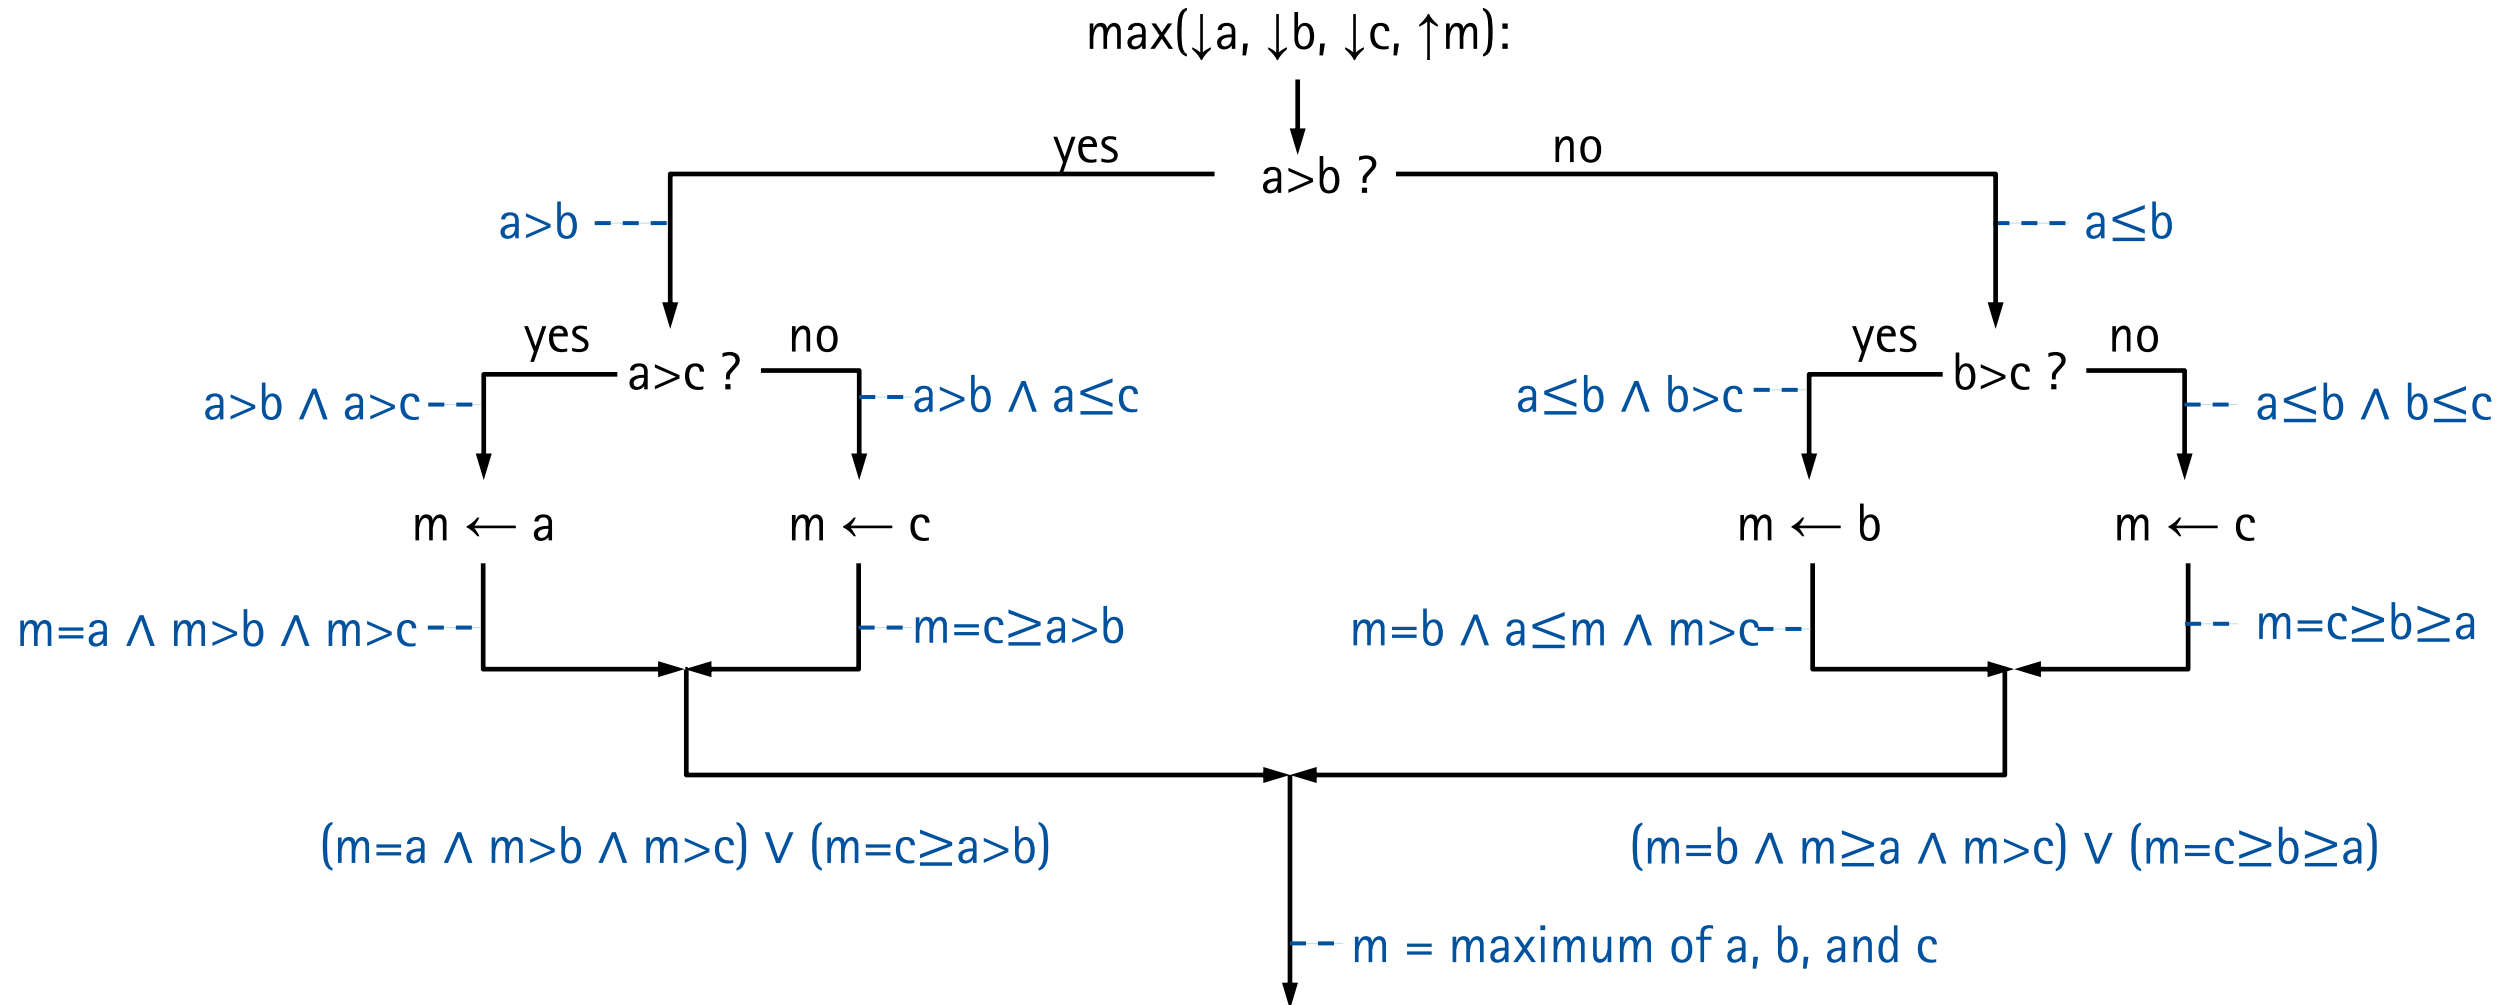 max(↓a, ↓b, ↓c, ↑m):
yes a>b ? no
a>b a≤b
yes a>c ? no yes b>c ? no
a>b ∧ a>c a>b ∧ a≤c a≤b ∧ b>c a≤b ∧ b≤c
m ← a m ← c m ← b m ← c
m=a ∧ m>b ∧ m>c m=c≥a>b m=b ∧ a≤m ∧ m>c m=c≥b≥a
(m=a ∧ m>b ∧ m>c) ∨ (m=c≥a>b) (m=b ∧ m≥a ∧ m>c) ∨ (m=c≥b≥a)
m = maximum of a, b, and c